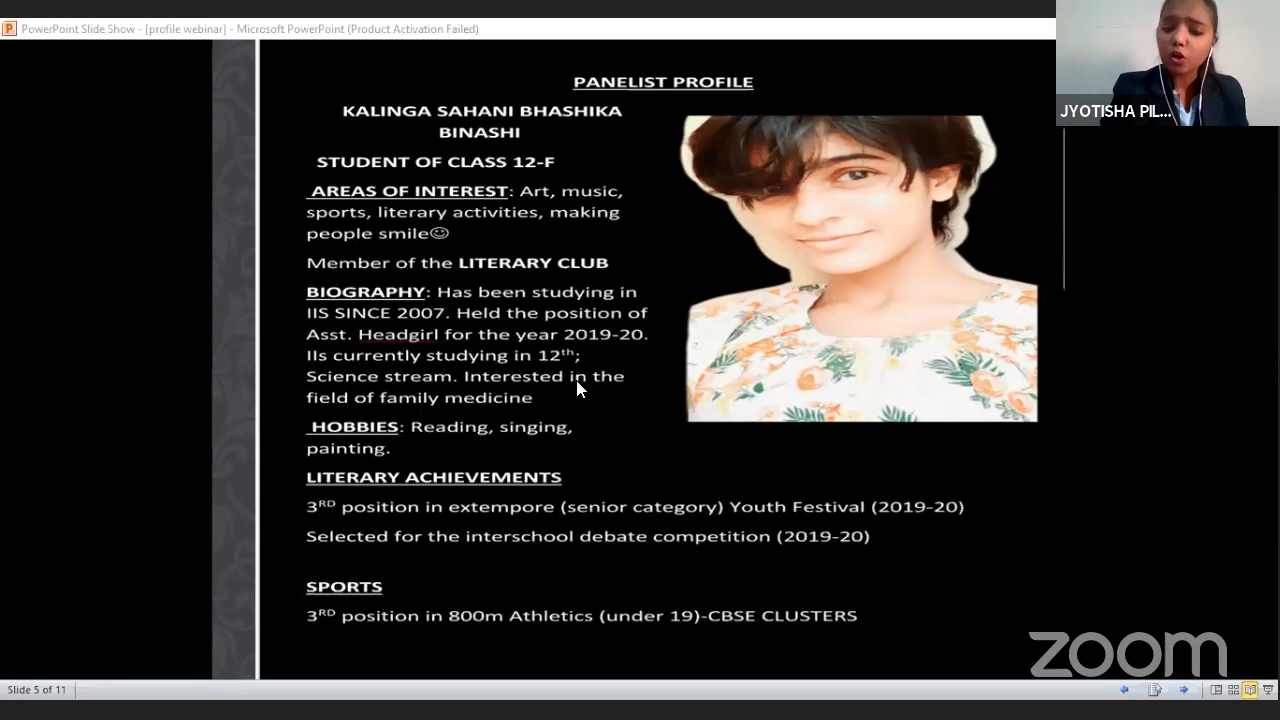 PowerPoint Slide Show - [profile webinar] - Microsoft PowerPoint (Product Activation Failed)
JYOTISHA PIL...
PANELIST PROFILE
KALINGA SAHANI BHASHIKA
BINASHI
STUDENT OF CLASS 12-F
AREAS OF INTEREST: Art, music,
sports, literary activities, making
people smile☺
Member of the LITERARY CLUB
BIOGRAPHY: Has been studying in
IIS SINCE 2007. Held the position of
Asst. Headgirl for the year 2019-20.
IIs currently studying in 12th;
Science stream. Interested in the
field of family medicine
HOBBIES: Reading, singing,
painting.
LITERARY ACHIEVEMENTS
3RD position in extempore (senior category) Youth Festival (2019-20)
Selected for the interschool debate competition (2019-20)
SPORTS
3RD position in 800m Athletics (under 19)-CBSE CLUSTERS
zoom
Slide 5 of 11